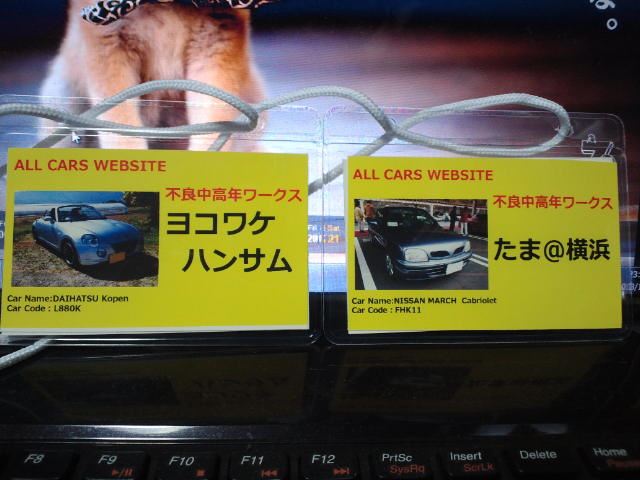 ば。
ALL CARS WEBSITE
不良中高年ワークス
ヨコワケ
ハンサム
Car Name:DAIHATSU Kopen
Car Code : L880K
ALL CARS WEBSITE
不良中高年ワークス
たま@横浜
Car Name:NISSAN MARCH Cabriolet
Car Code : FHK11
F8 F9 F10 F11 F12 PrtSc Insert Delete Home
SysRq ScrLk Pause